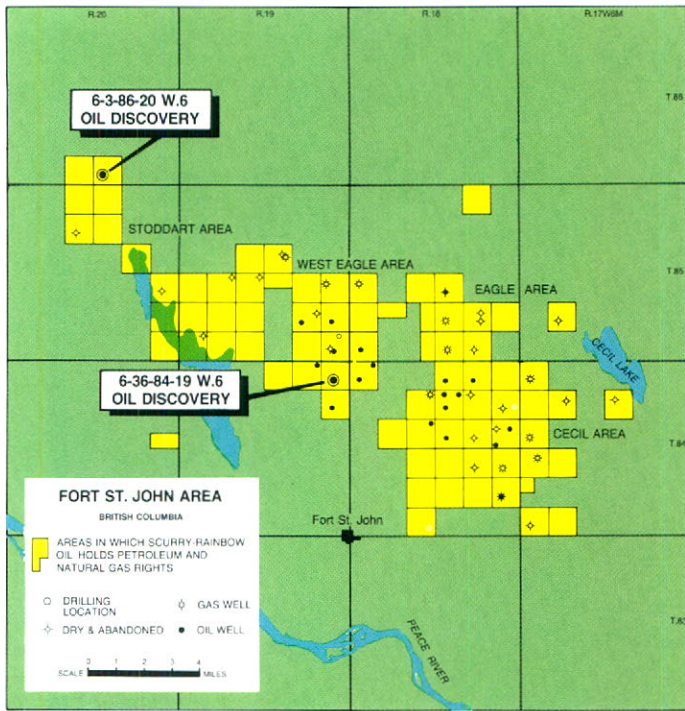 R.20
R.19
R.18
R.17W6M
T.86
6-3-86-20 W.6
OIL DISCOVERY
STODDART AREA
WEST EAGLE AREA
T.85
EAGLE AREA
CECIL LAKE
6-36-84-19 W.6
OIL DISCOVERY
CECIL AREA
T.84
FORT ST. JOHN AREA
BRITISH COLUMBIA
AREAS IN WHICH SCURRY-RAINBOW
OIL HOLDS PETROLEUM AND
NATURAL GAS RIGHTS
DRILLING
LOCATION
GAS WELL
DRY & ABANDONED
OIL WELL
SCALE
0 1 2 3 4
MILES
Fort St. John
T.83
PEACE RIVER